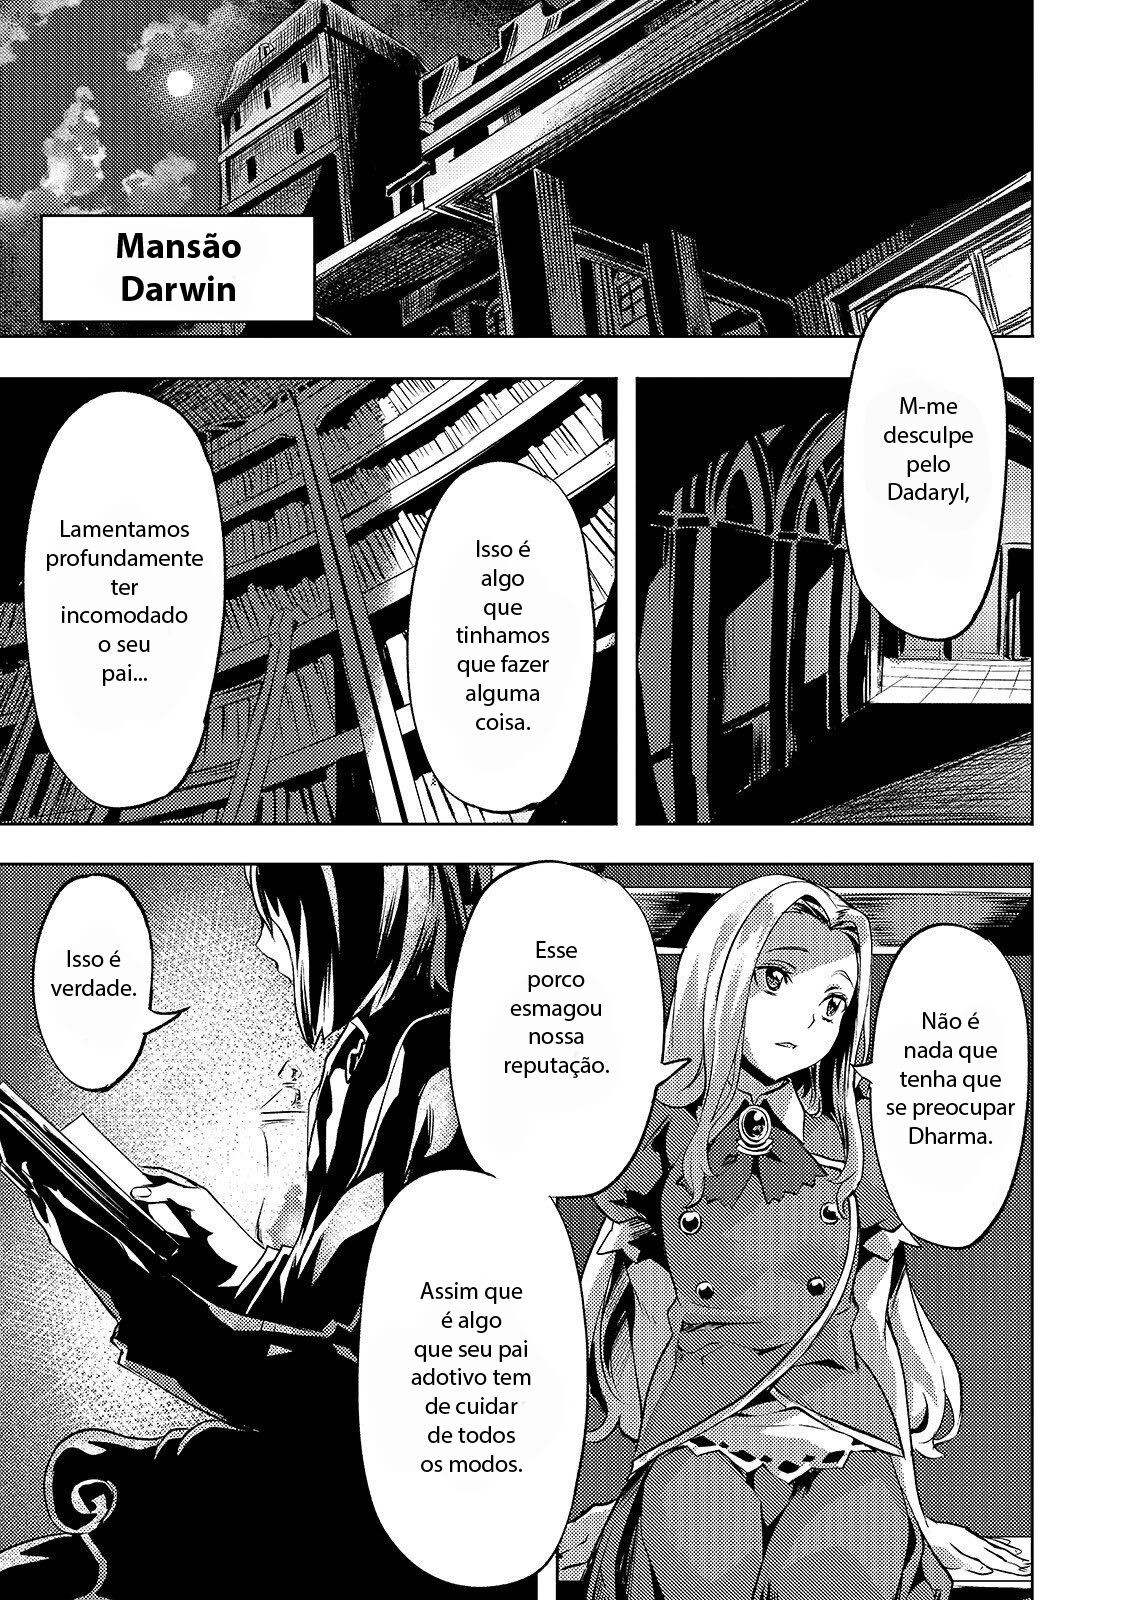 Mansão
Darwin
M-me
desculpe
pelo
Dadaryl,
Isso é
algo
que
tinhamos
que fazer
alguma
coisa.
Lamentamos
profundamente
ter
incomodado
o seu
pai...
Não é
nada que
tenha que
se preocupar
Dharma.
Esse
porco
esmagou
nossa
reputação.
Assim que
é algo
que seu pai
adotivo tem
de cuidar
de todos
os modos.
Isso é
verdade.